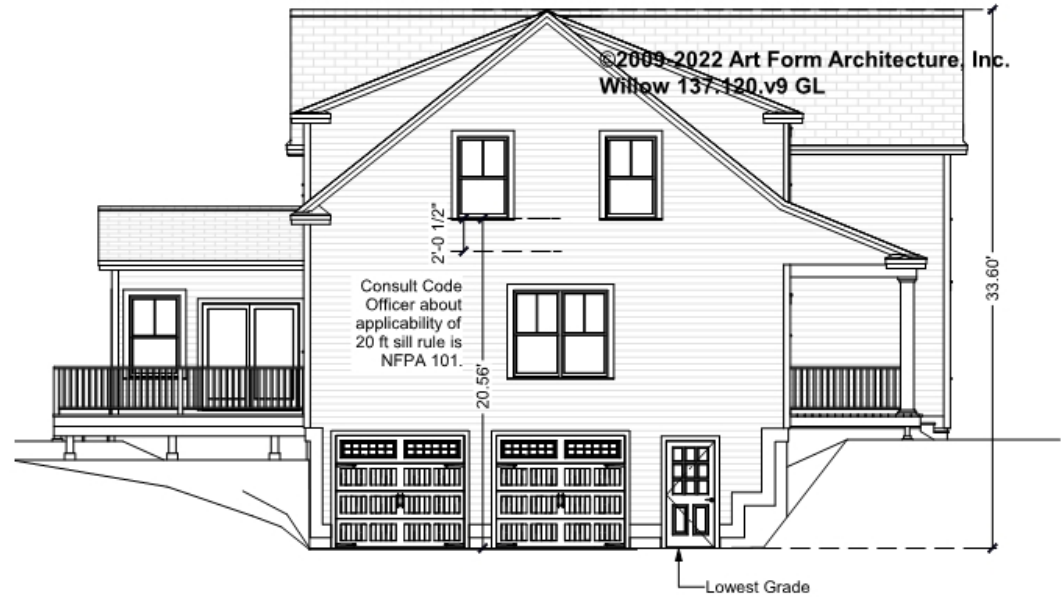 ©2009-2022 Art Form Architecture, Inc.
Willow 137.120.v9 GL
2'-0 1/2"
Consult Code
Officer about
applicability of
20 ft sill rule is
NFPA 101.
20.56'
33.60'
Lowest Grade